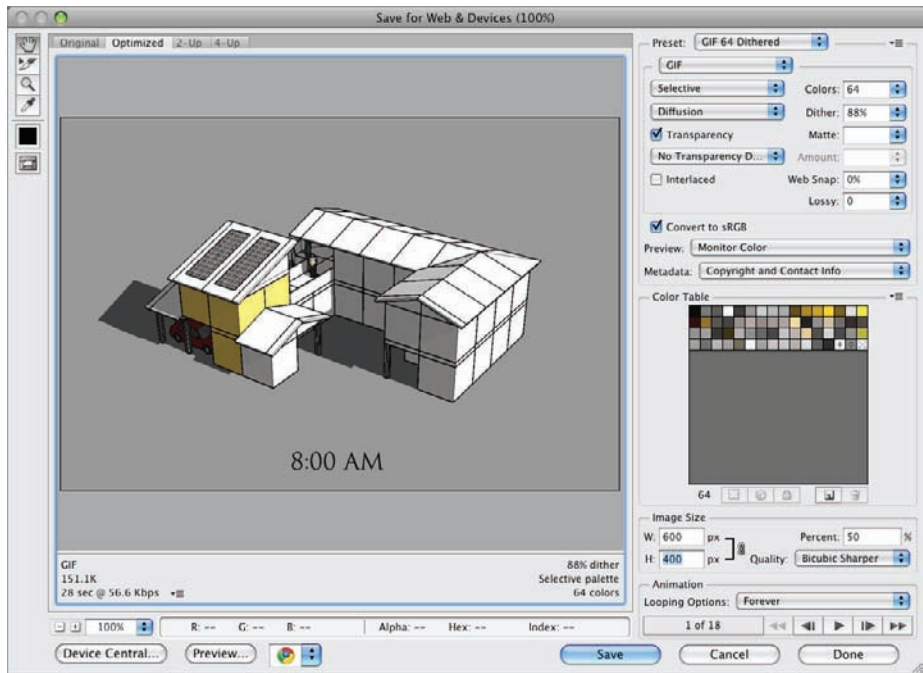 Save for Web & Devices (100%)
Original Optimized 2-Up 4-Up
Preset: GIF 64 Dithered
GIF
Selective Colors: 64
Diffusion Dither: 88%
Transparency Matte:
No Transparency D... Amount:
Interlaced Web Snap: 0%
Lossy: 0
Convert to sRGB
Preview: Monitor Color
Metadata: Copyright and Contact Info
Color Table
64
8:00 AM
Image Size
W: 600 px Percent: 50 %
H: 400 px Quality: Bicubic Sharper
GIF 88% dither
151.1K Selective palette
28 sec @ 56.6 Kbps 64 colors
Animation
Looping Options: Forever
1 of 18
100% R: -- G: -- B: -- Alpha: -- Hex: -- Index: --
Device Central... Preview... Save Cancel Done